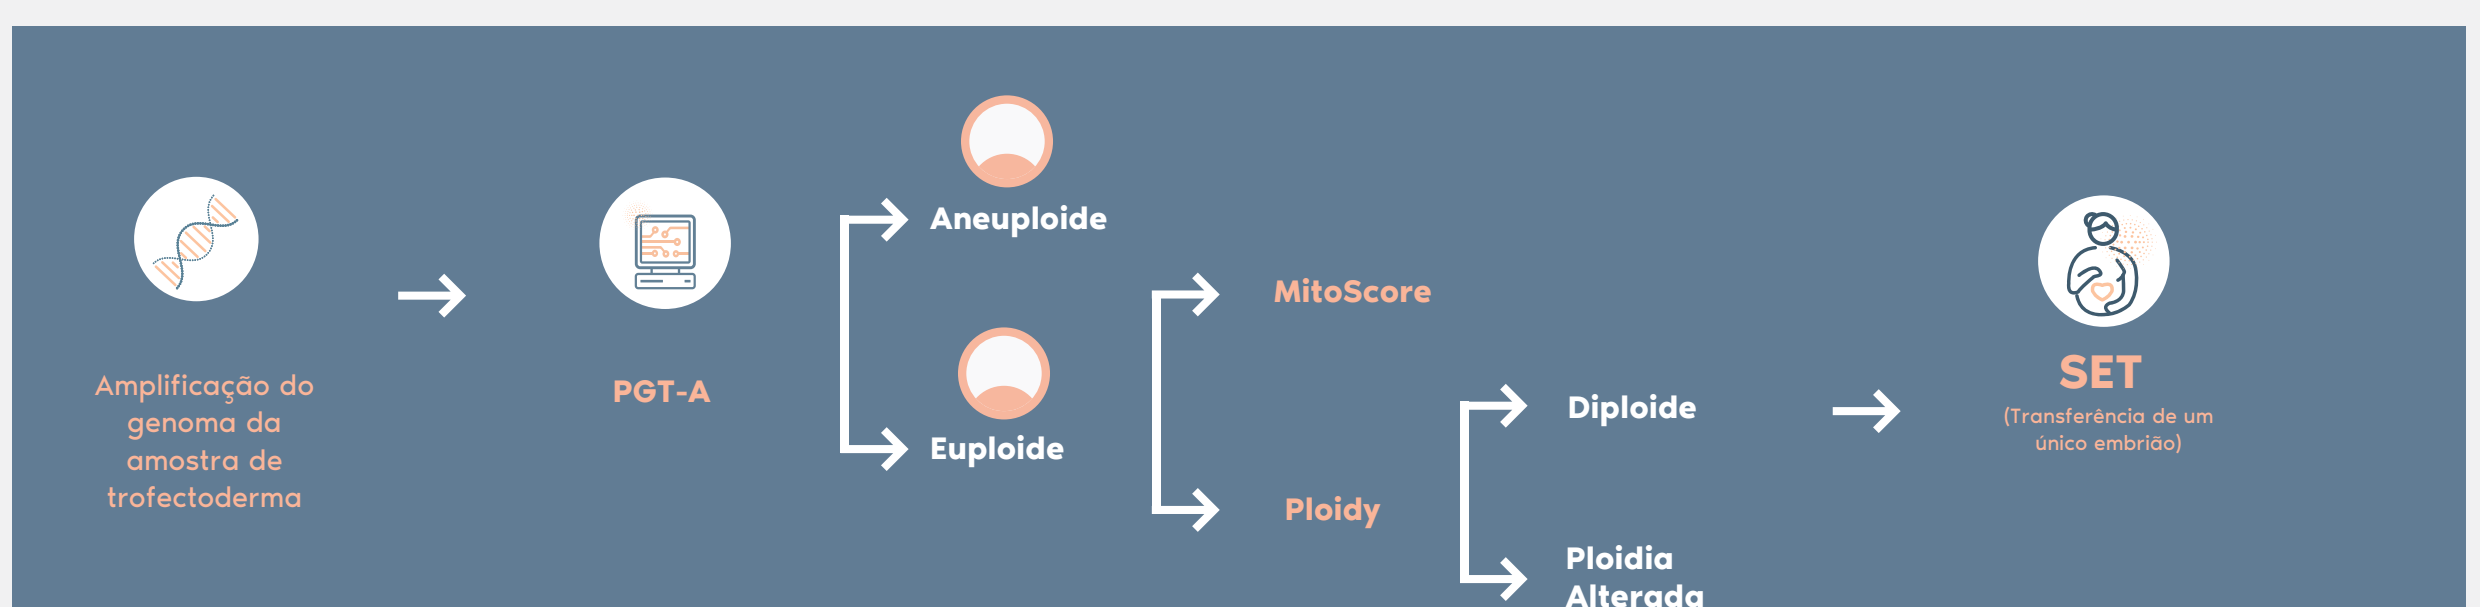 Amplificação do
genoma da
amostra de
trofectoderma
PGT-A
Aneuploide
Euploide
MitoScore
Ploidy
Diploide
Ploidia
Alterada
SET
(Transferência de um
único embrião)